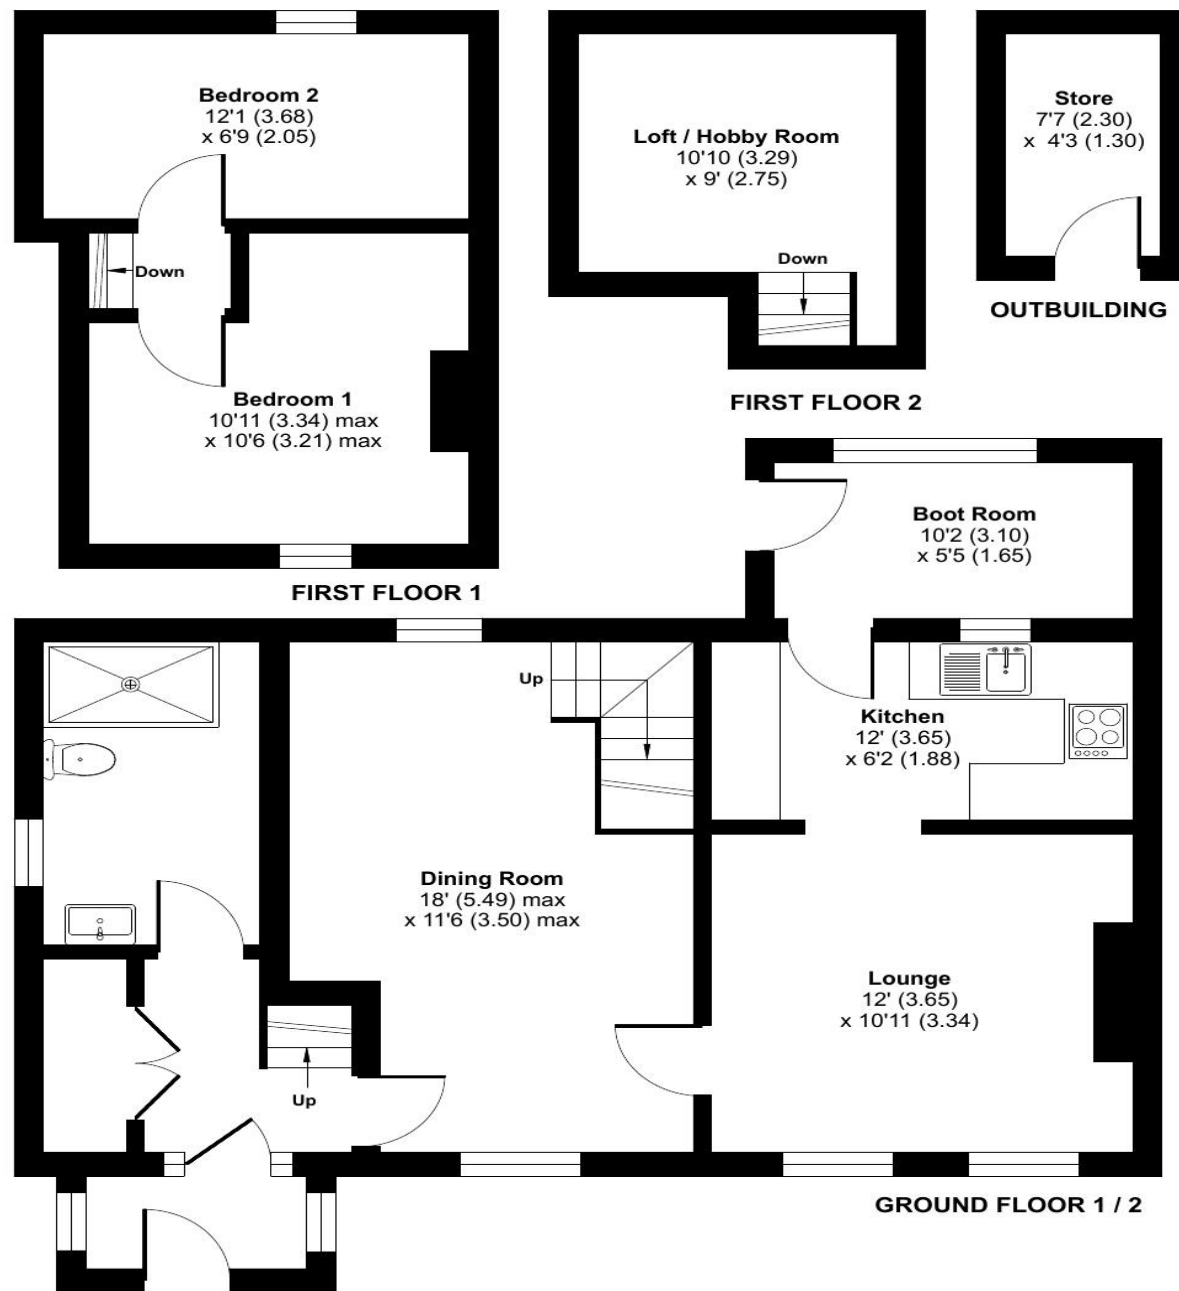 Bedroom 2
12'1 (3.68)
x 6'9 (2.05)
Down
Bedroom 1
10'11 (3.34) max
x 10'6 (3.21) max
FIRST FLOOR 1
Loft / Hobby Room
10'10 (3.29)
x 9' (2.75)
Down
FIRST FLOOR 2
Store
7'7 (2.30)
x 4'3 (1.30)
OUTBUILDING
Boot Room
10'2 (3.10)
x 5'5 (1.65)
Up
Kitchen
12' (3.65)
x 6'2 (1.88)
Dining Room
18' (5.49) max
x 11'6 (3.50) max
Lounge
12' (3.65)
x 10'11 (3.34)
Up
GROUND FLOOR 1 / 2